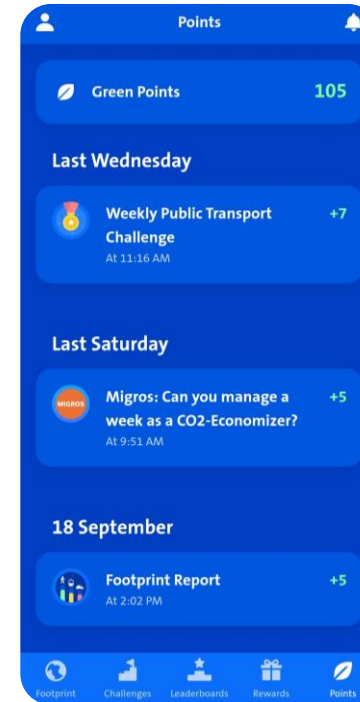 Points
Green Points 105
Last Wednesday
Weekly Public Transport +7
Challenge
At 11:16 AM
Last Saturday
MIGROS
Migros: Can you manage a +5
week as a CO2-Economizer?
At 9:51 AM
18 September
Footprint Report +5
At 2:02 PM
Footprint Challenges Leaderboards Rewards Points